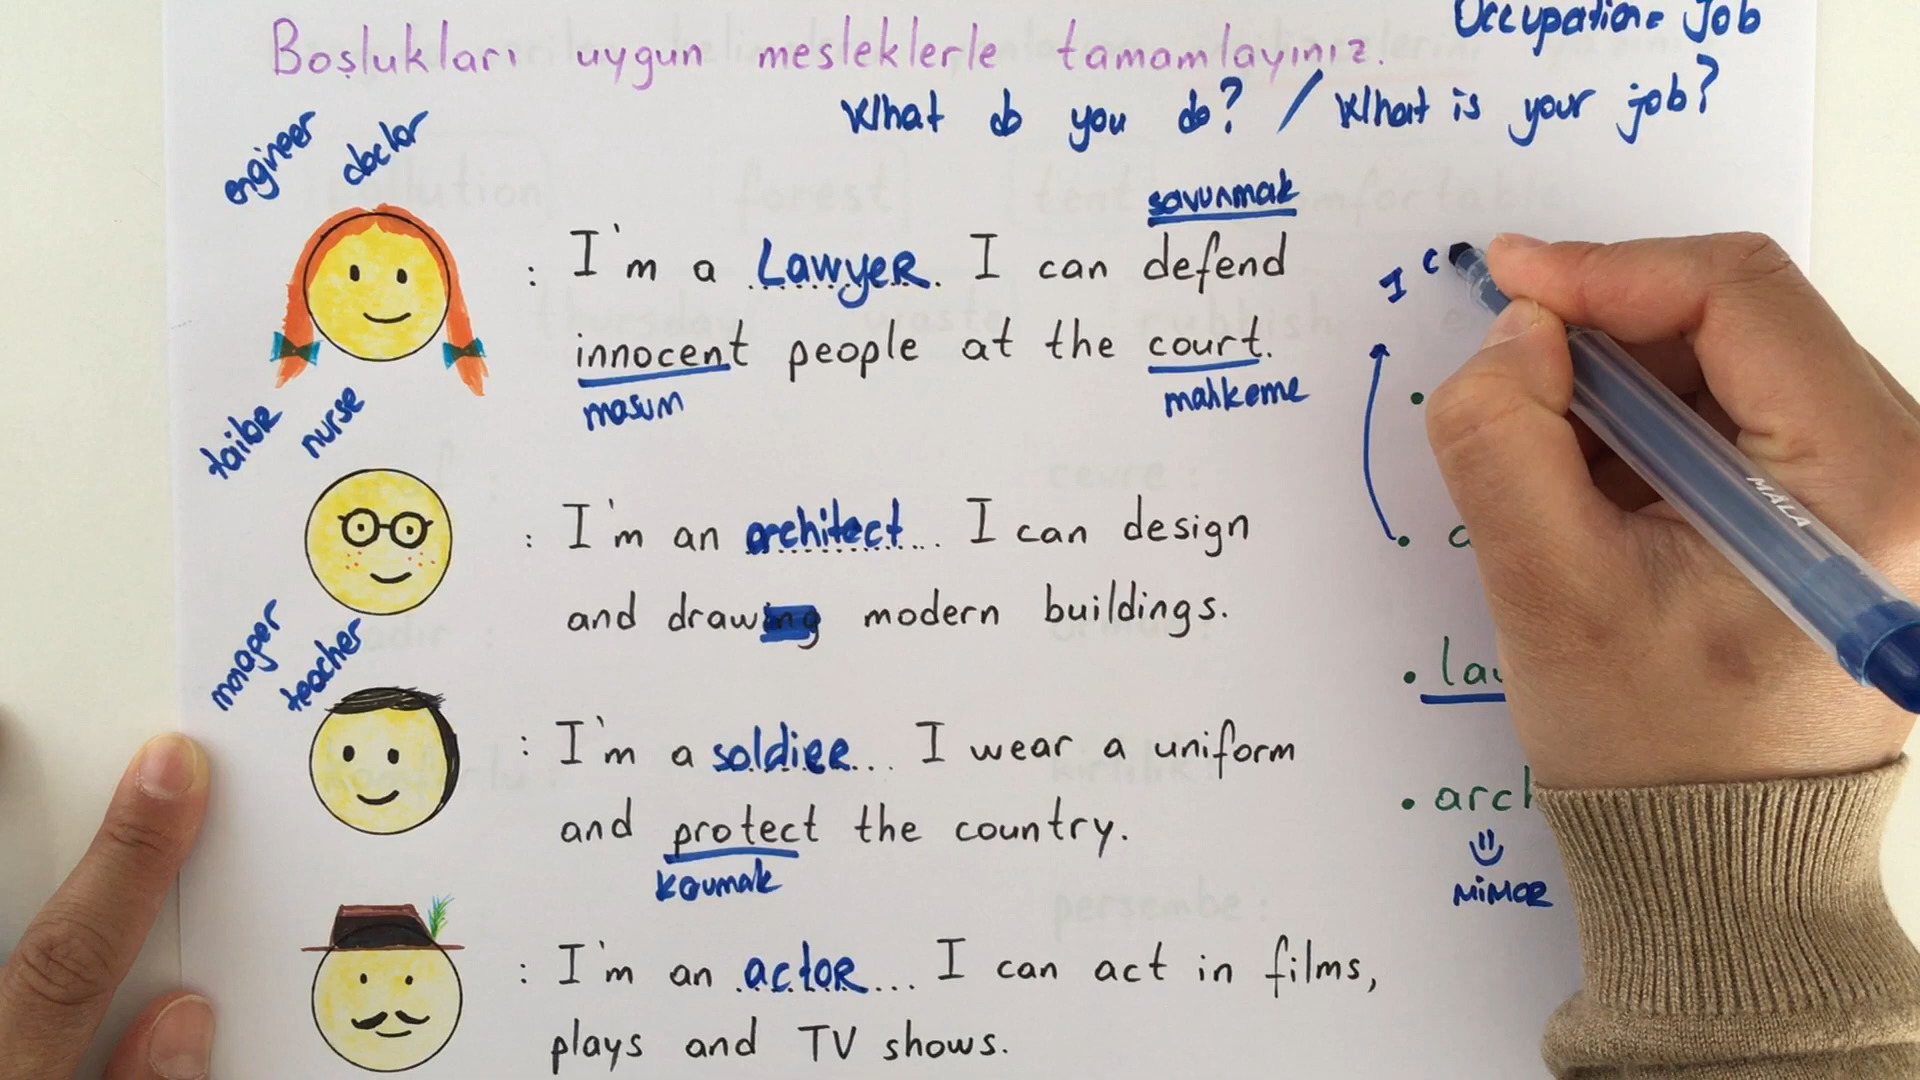 Occupation= Job
Boşlukları uygun mesleklerle tamamlayınız.
What do you do? / What is your job?
engineer
doctor
savunmak
: I'm a Lawyer. I can defend
I c
innocent people at the court.
masum
mahkeme
tailor
nurse
: I'm an architect... I can design
and drawing modern buildings.
manager
teacher
: I'm a soldier... I wear a uniform
and protect the country.
korumak
MiMAR
: I'm an actor... I can act in films,
plays and TV shows.
MALA